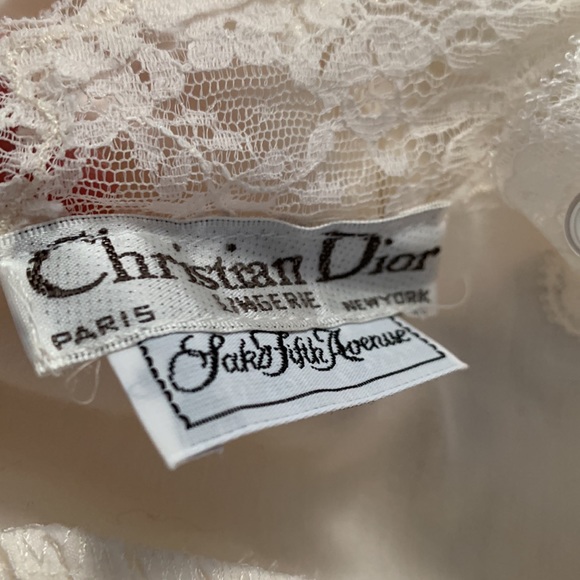 Christian Dior
PARIS LINGERIE NEW YORK
Saks Fifth Avenue